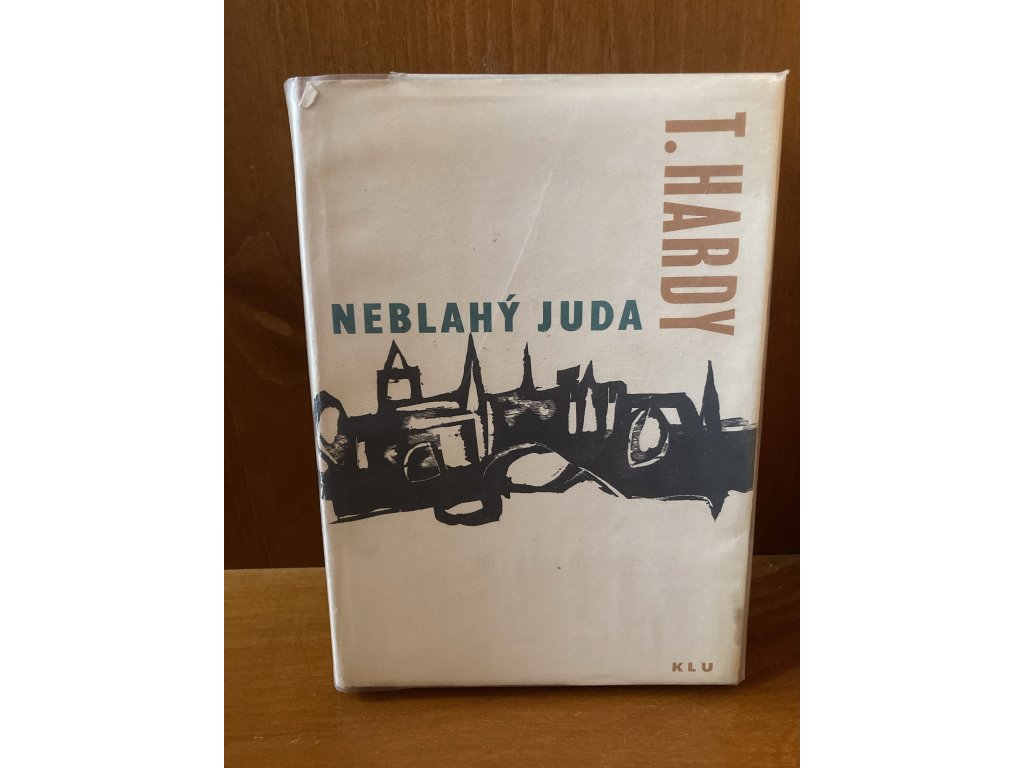 T. HARDY
NEBLAHÝ JUDA
KLU